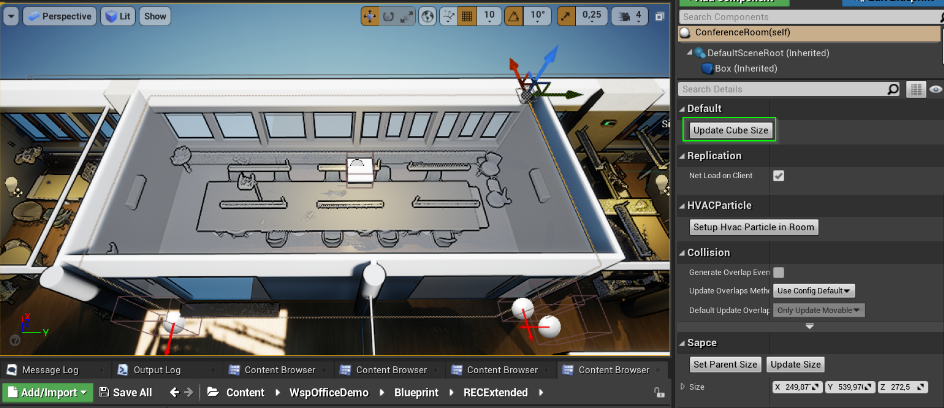 Perspective Lit Show 10 10° 0,25 4
Search Components
ConferenceRoom(self)
DefaultSceneRoot (Inherited)
Box (Inherited)
Search Details
Default
Update Cube Size
Replication
Net Load on Client
HVACParticle
Setup Hvac Particle in Room
Collision
Generate Overlap Even
Update Overlaps Metho Use Config Default
Default Update Overlap Only Update Movable
Sapce
Set Parent Size Update Size
Size X 249,87 Y 539,97 Z 272,5
X Y Z
Message Log Output Log Content Browser Content Browser Content Browser Content Browser
Add/Import Save All Content WspOfficeDemo Blueprint RECExtended